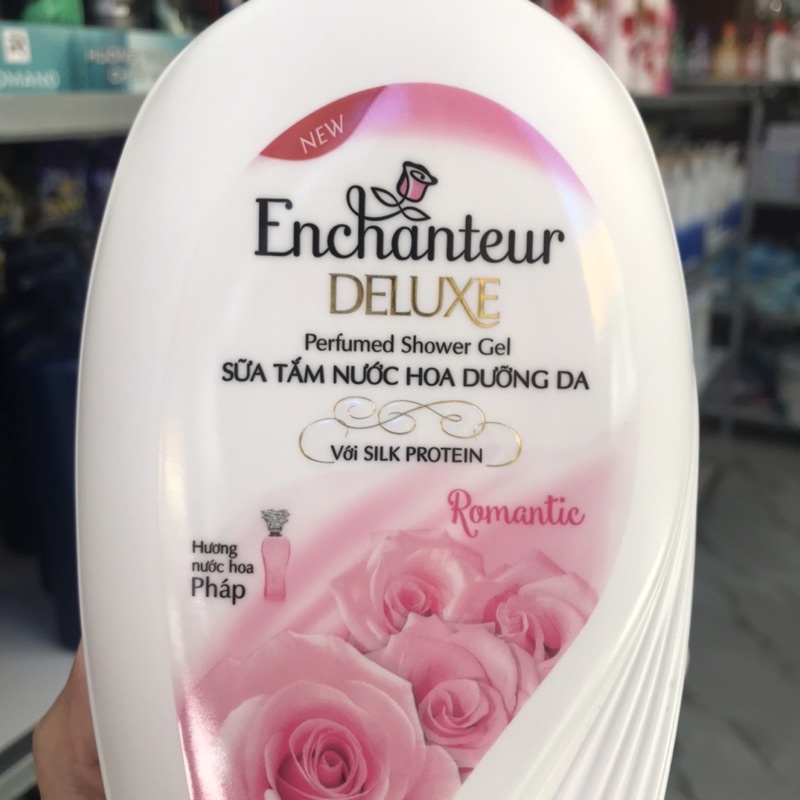 NEW
Enchanteur
DELUXE
Perfumed Shower Gel
SỮA TẮM NƯỚC HOA DƯỠNG DA
Với SILK PROTEIN
Romantic
Hương
nước hoa
Pháp